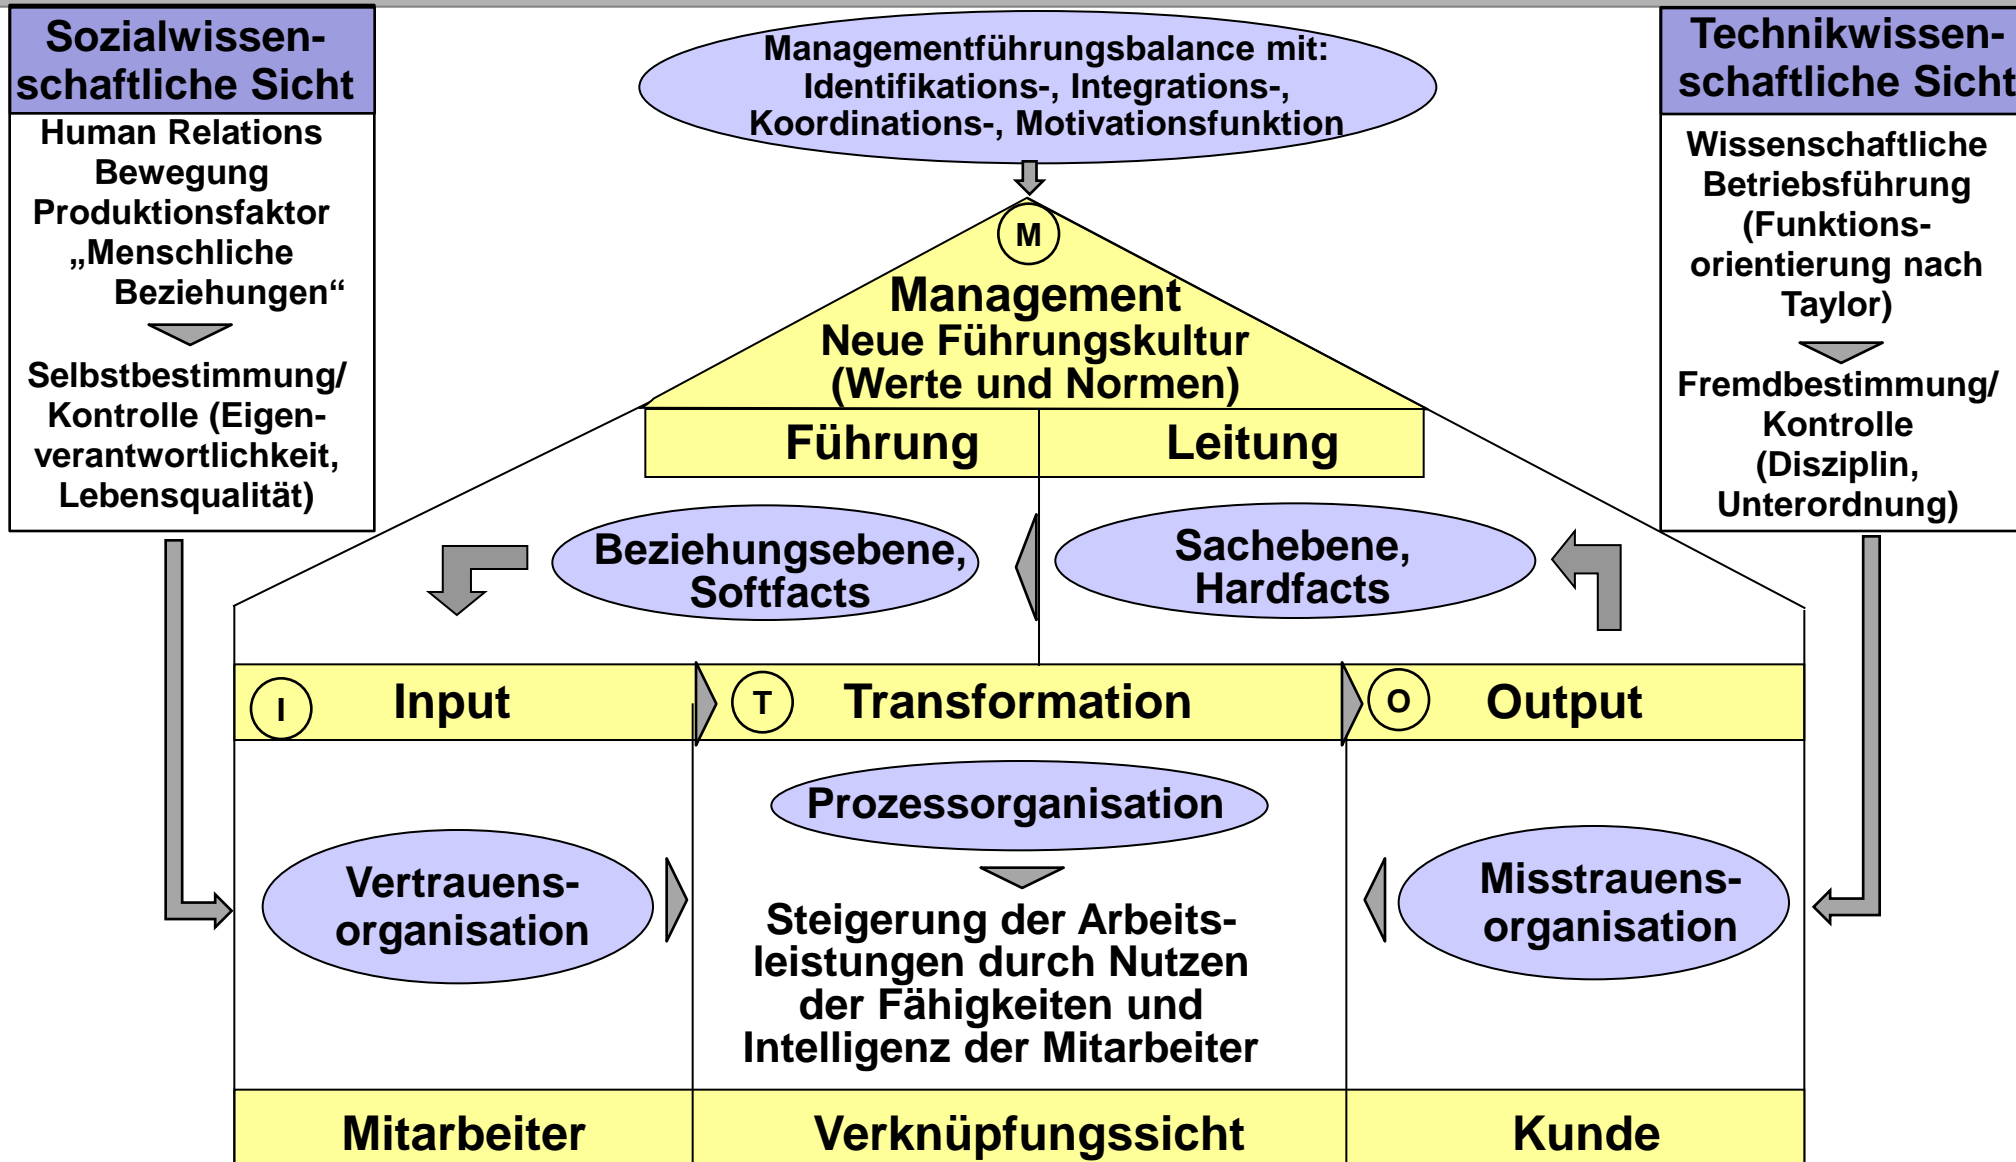 Sozialwissen-
schaftliche Sicht
Human Relations
Bewegung
Produktionsfaktor
„Menschliche
Beziehungen“
Selbstbestimmung/
Kontrolle (Eigen-
verantwortlichkeit,
Lebensqualität)
Managementführungsbalance mit:
Identifikations-, Integrations-,
Koordinations-, Motivationsfunktion
Technikwissen-
schaftliche Sicht
Wissenschaftliche
Betriebsführung
(Funktions-
orientierung nach
Taylor)
Fremdbestimmung/
Kontrolle
(Disziplin,
Unterordnung)
M
Management
Neue Führungskultur
(Werte und Normen)
Führung
Leitung
Beziehungsebene,
Softfacts
Sachebene,
Hardfacts
I
Input
T
Transformation
O
Output
Vertrauens-
organisation
Prozessorganisation
Steigerung der Arbeits-
leistungen durch Nutzen
der Fähigkeiten und
Intelligenz der Mitarbeiter
Misstrauens-
organisation
Mitarbeiter
Verknüpfungssicht
Kunde